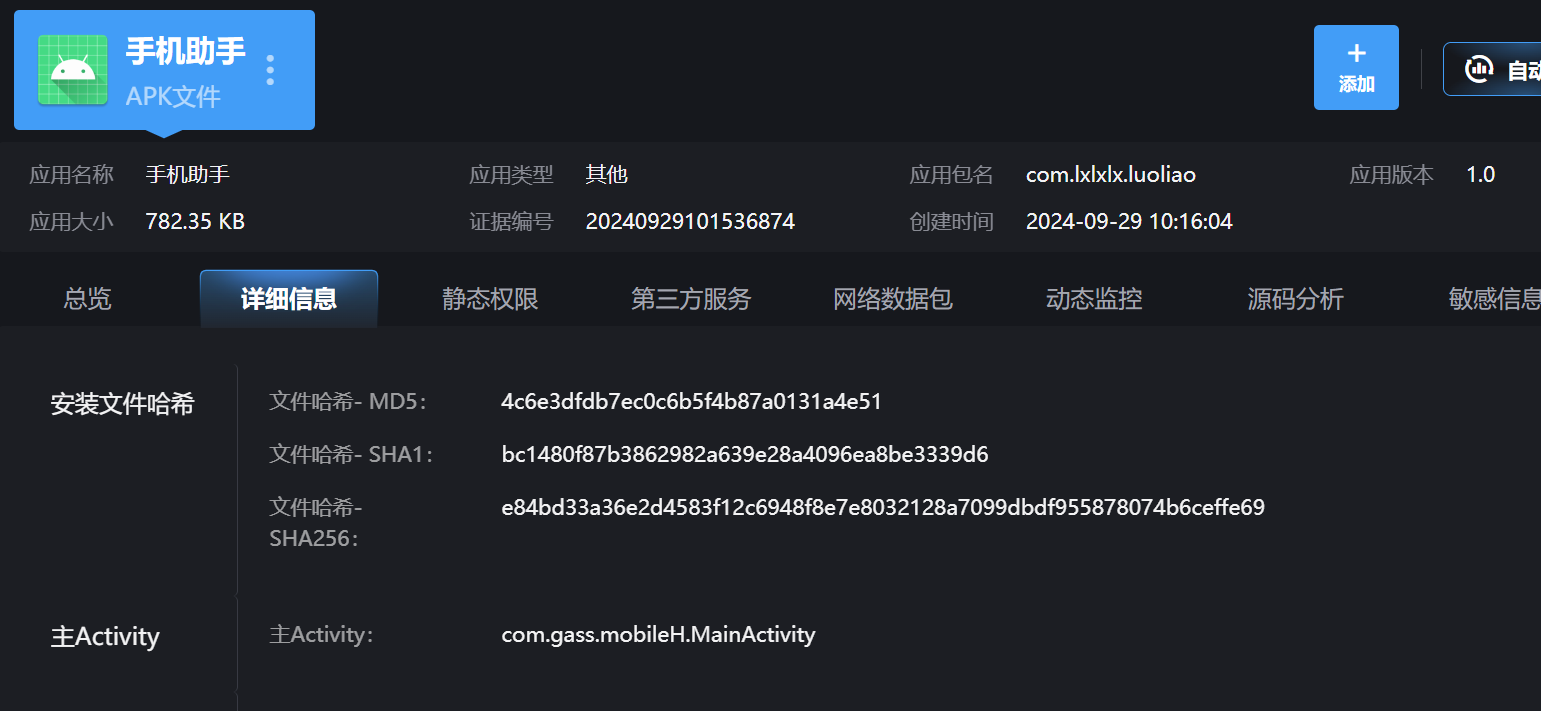 手机助手
APK文件
添加
自动
应用名称 手机助手 应用类型 其他 应用包名 com.lxlxlx.luoliao 应用版本 1.0
应用大小 782.35 KB 证据编号 20240929101536874 创建时间 2024-09-29 10:16:04
总览 详细信息 静态权限 第三方服务 网络数据包 动态监控 源码分析 敏感信息
安装文件哈希 文件哈希- MD5： 4c6e3dfdb7ec0c6b5f4b87a0131a4e51
文件哈希- SHA1： bc1480f87b3862982a639e28a4096ea8be3339d6
文件哈希- e84bd33a36e2d4583f12c6948f8e7e8032128a7099dbdf955878074b6ceffe69
SHA256：
主Activity 主Activity： com.gass.mobileH.MainActivity